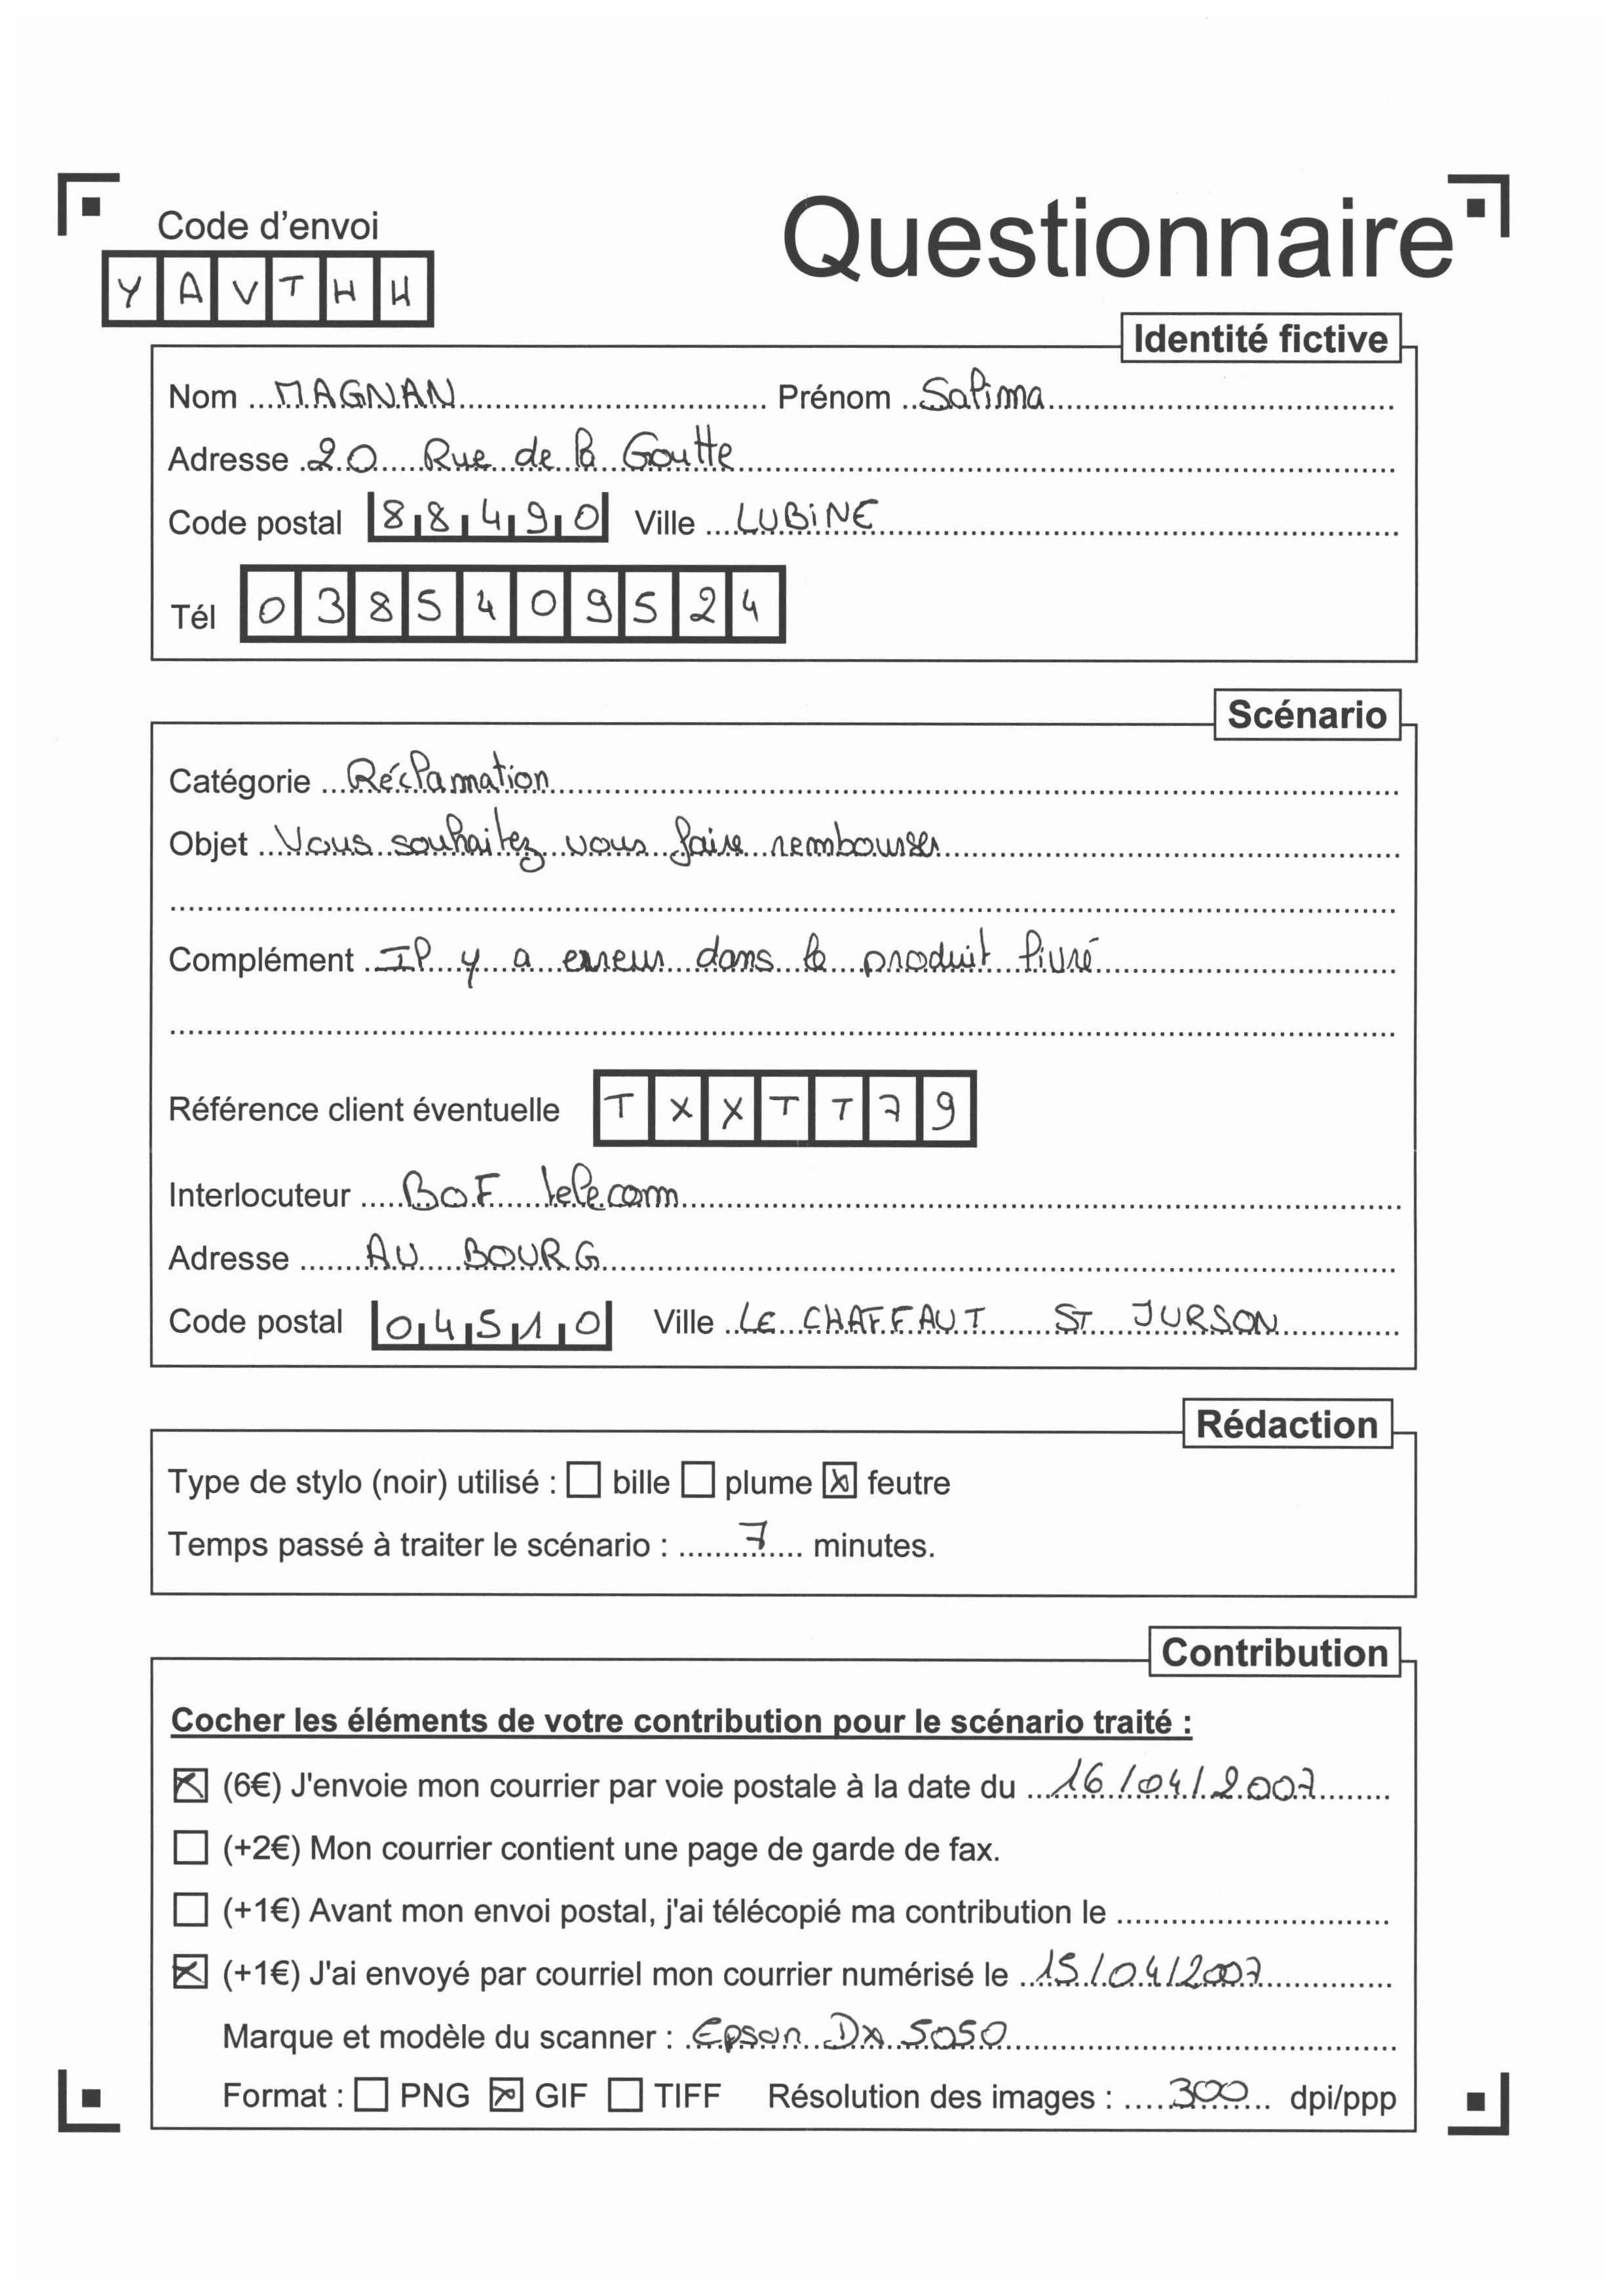 Questionnaire
Code d'envoi
YAVTHH
Identité fictive
Nom MAGNAN Prénom Salima
Adresse 20 Rue de la Goutte
Code postal 88490 Ville LUBINE
Tél 0385409524
Scénario
Catégorie Réclamation
Objet Vous souhaitez vous faire rembourser
Complément Il y a erreur dans le produit livré
Référence client éventuelle TXXTT79
Interlocuteur BOF telecom
Adresse AU BOURG
Code postal 04510 Ville LE CHAFFAUT ST JURSON
Rédaction
Type de stylo (noir) utilisé : bille plume feutre
Temps passé à traiter le scénario : 7 minutes.
Contribution
Cocher les éléments de votre contribution pour le scénario traité :
(6€) J'envoie mon courrier par voie postale à la date du 16/04/2007
(+2€) Mon courrier contient une page de garde de fax.
(+1€) Avant mon envoi postal, j'ai télécopié ma contribution le
(+1€) J'ai envoyé par courriel mon courrier numérisé le 15/04/2007
Marque et modèle du scanner : Epson Dx 5050
Format : PNG GIF TIFF Résolution des images : 300 dpi/ppp